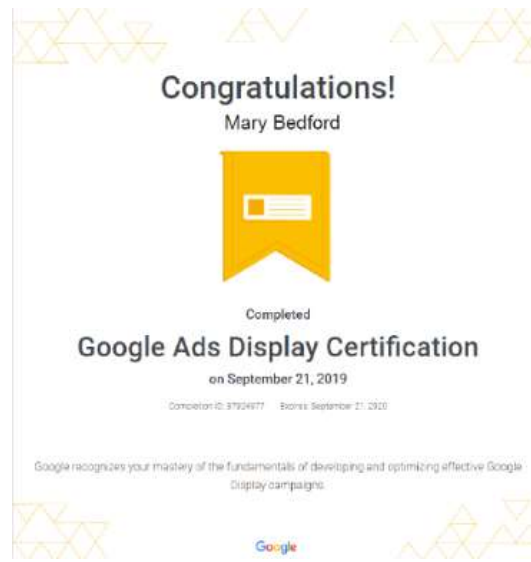 Congratulations!
Mary Bedford
Completed
Google Ads Display Certification
on September 21, 2019
Completion ID: 37924977 Expires: September 21, 2020
Google recognizes your mastery of the fundamentals of developing and optimizing effective Google
Display campaigns.
Google